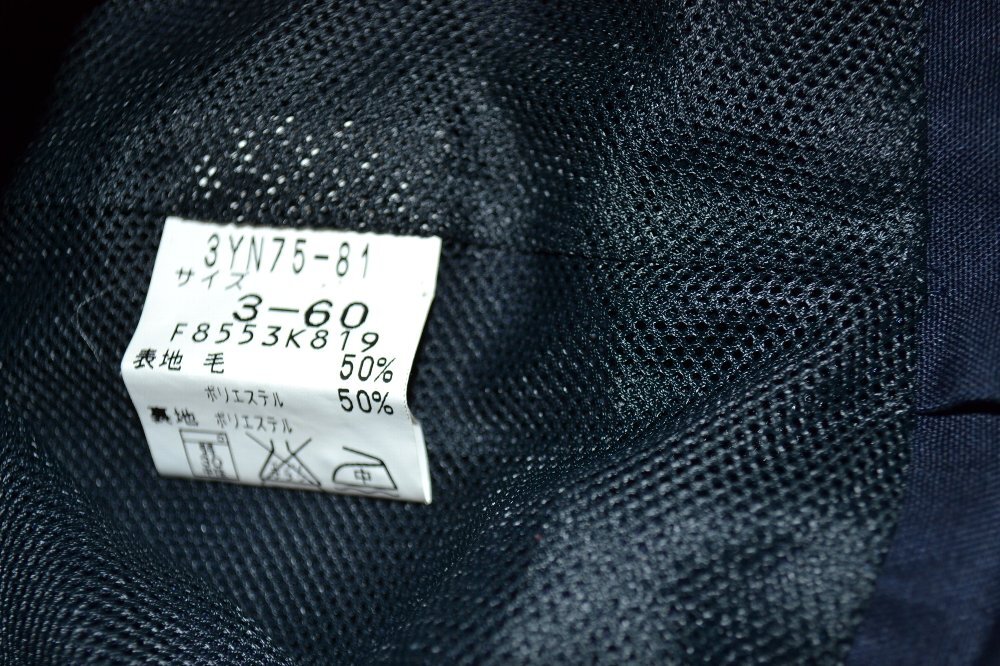 3YN75-81
サイズ
3-60
F8553K819
表地 毛 50%
ポリエステル 50%
裏地 ポリエステル
中